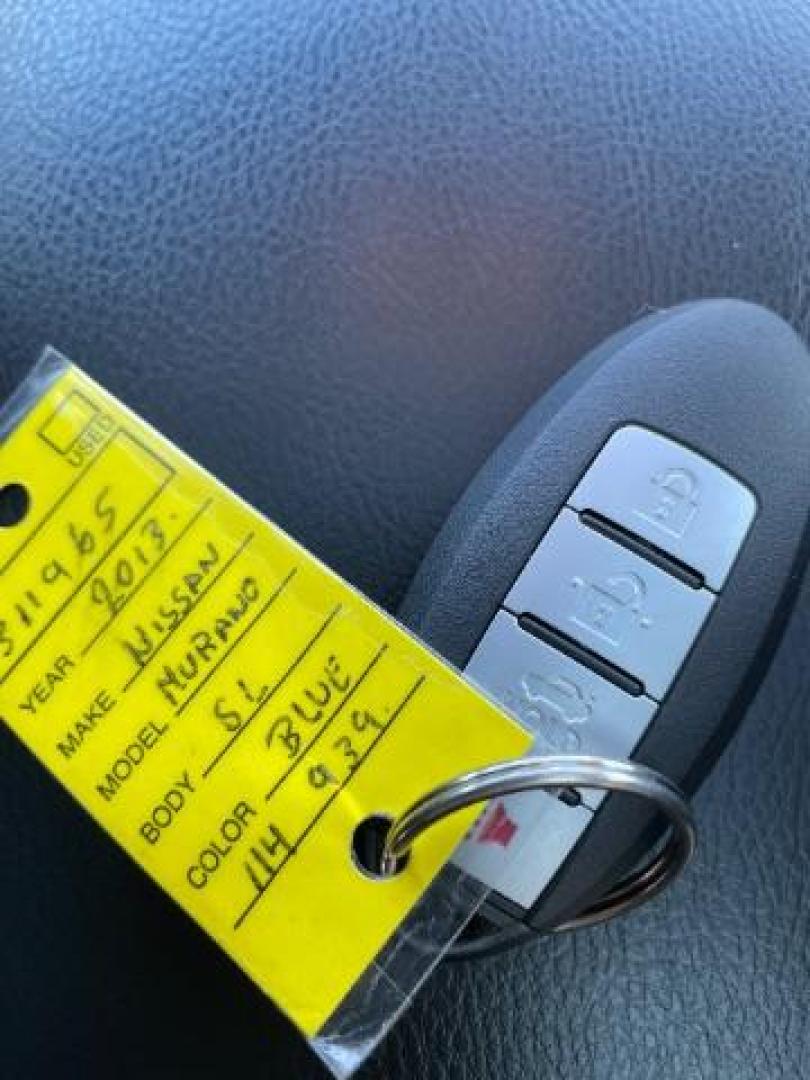 USED
311965
YEAR 2013.
MAKE NISSAN
MODEL MURANO
BODY SL
COLOR BLUE
114 939.